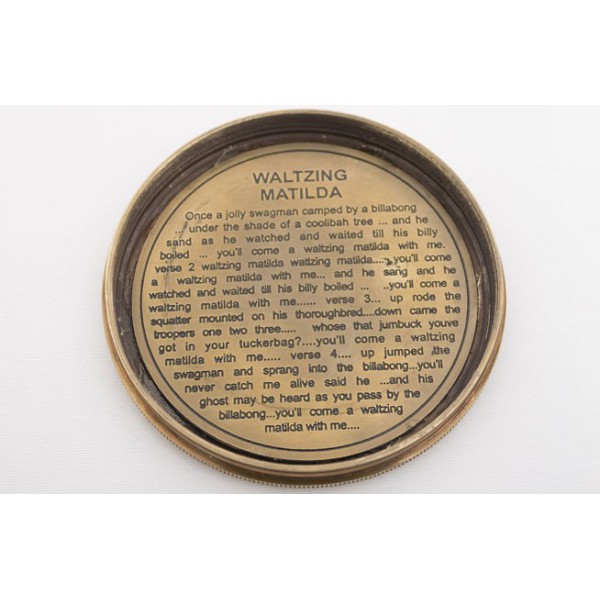 WALTZING
MATILDA
Once a jolly swagman camped by a billabong
... under the shade of a coolibah tree ... and he
sand as he watched and waited till his billy
boiled ... you'll come a waltzing matilda with me.
verse 2 waltzing matilda watlzing matilda....you'll come
a waltzing matilda with me... and he sang and he
watched and waited till his billy boiled ... ..you'll come a
waltzing matilda with me...... verse 3... up rode the
squatter mounted on his thoroughbred....down came the
troopers one two three..... whose that jumbuck youve
got in your tuckerbag?....you'll come a waltzing
matilda with me..... verse 4.... up jumped the
swagman and sprang into the billabong...you'll
never catch me alive said he ...and his
ghost may be heard as you pass by the
billabong...you'll come a waltzing
matilda with me....